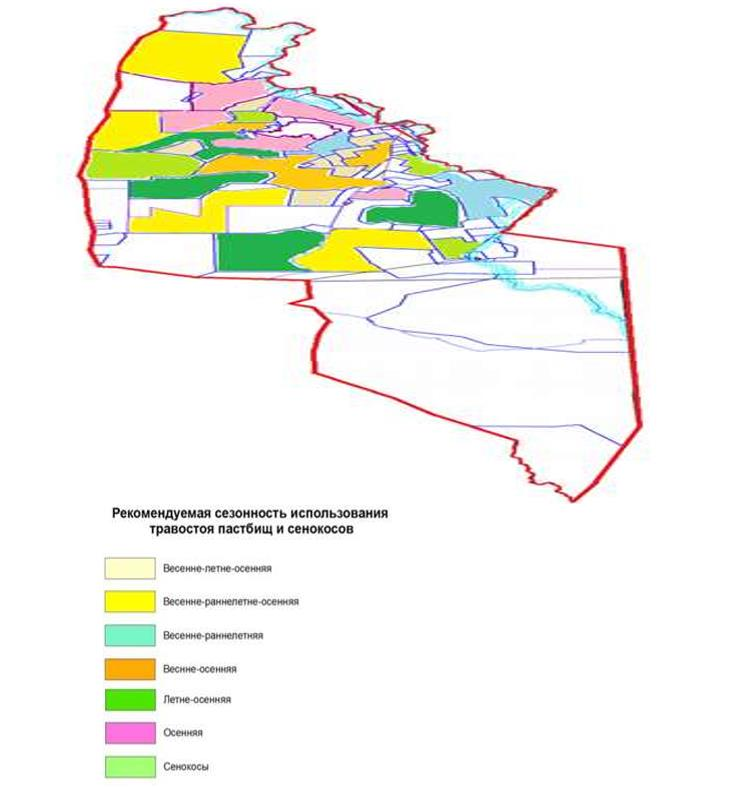 Рекомендуемая сезонность использования
травостоя пастбищ и сенокосов
Весенне-летне-осенняя
Весенне-раннелетне-осенняя
Весенне-раннелетняя
Веснне-осенняя
Летне-осенняя
Осенняя
Сенокосы